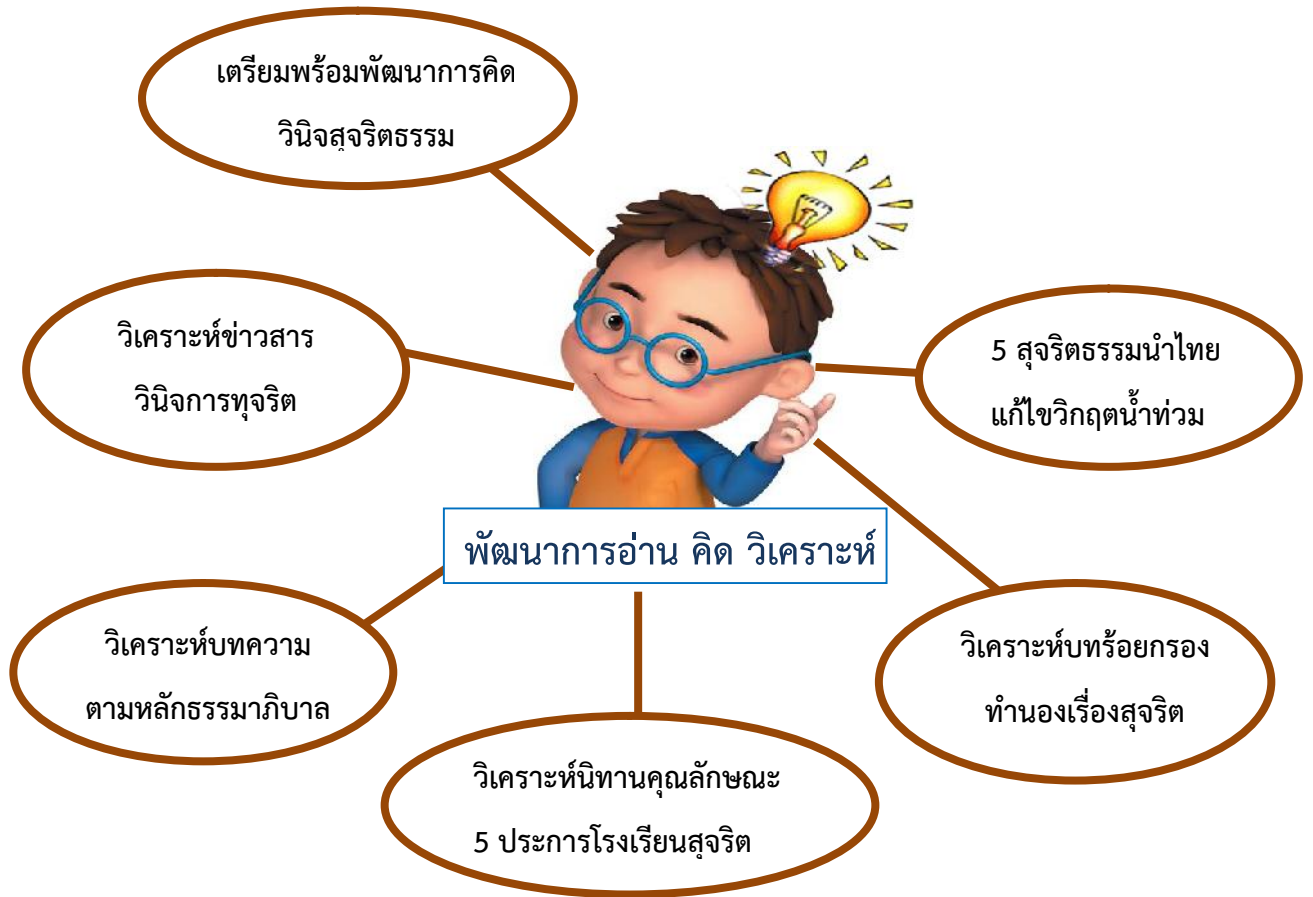 เตรียมพร้อมพัฒนาการคิด
วินิจสุจริตธรรม
วิเคราะห์ข่าวสาร
วินิจการทุจริต
5 สุจริตธรรมนำไทย
แก้ไขวิกฤตน้ำท่วม
พัฒนาการอ่าน คิด วิเคราะห์
วิเคราะห์บทความ
ตามหลักธรรมาภิบาล
วิเคราะห์บทร้อยกรอง
ทำนองเรื่องสุจริต
วิเคราะห์นิทานคุณลักษณะ
5 ประการโรงเรียนสุจริต